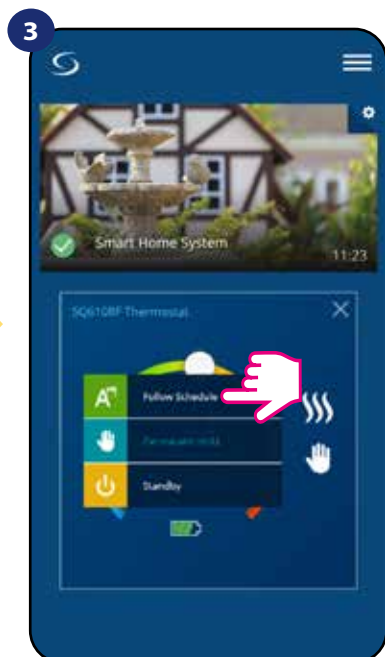 3
Smart Home System
11:23
SQ610RF Thermostat
A
Follow Schedule
Permanent Hold
Standby